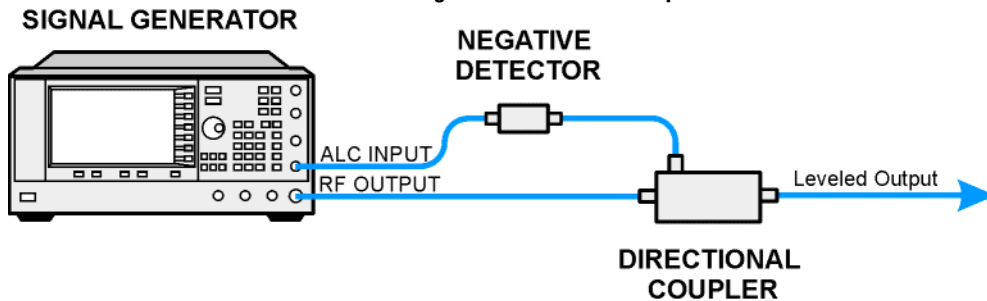 SIGNAL GENERATOR
NEGATIVE
DETECTOR
ALC INPUT
RF OUTPUT
Leveled Output
DIRECTIONAL
COUPLER